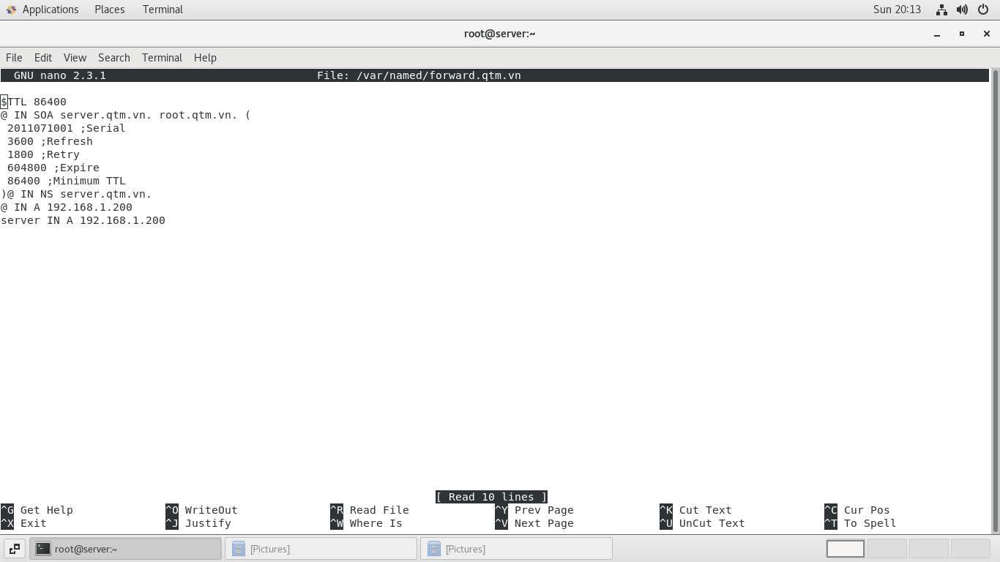 Applications Places Terminal Sun 20:13
root@server:~
File Edit View Search Terminal Help
GNU nano 2.3.1 File: /var/named/forward.qtm.vn
$TTL 86400
@ IN SOA server.qtm.vn. root.qtm.vn. (
 2011071001 ;Serial
 3600 ;Refresh
 1800 ;Retry
 604800 ;Expire
 86400 ;Minimum TTL
)@ IN NS server.qtm.vn.
@ IN A 192.168.1.200
server IN A 192.168.1.200
[ Read 10 lines ]
^G Get Help ^O WriteOut ^R Read File ^Y Prev Page ^K Cut Text ^C Cur Pos
^X Exit ^J Justify ^W Where Is ^V Next Page ^U UnCut Text ^T To Spell
root@server:~ [Pictures] [Pictures]